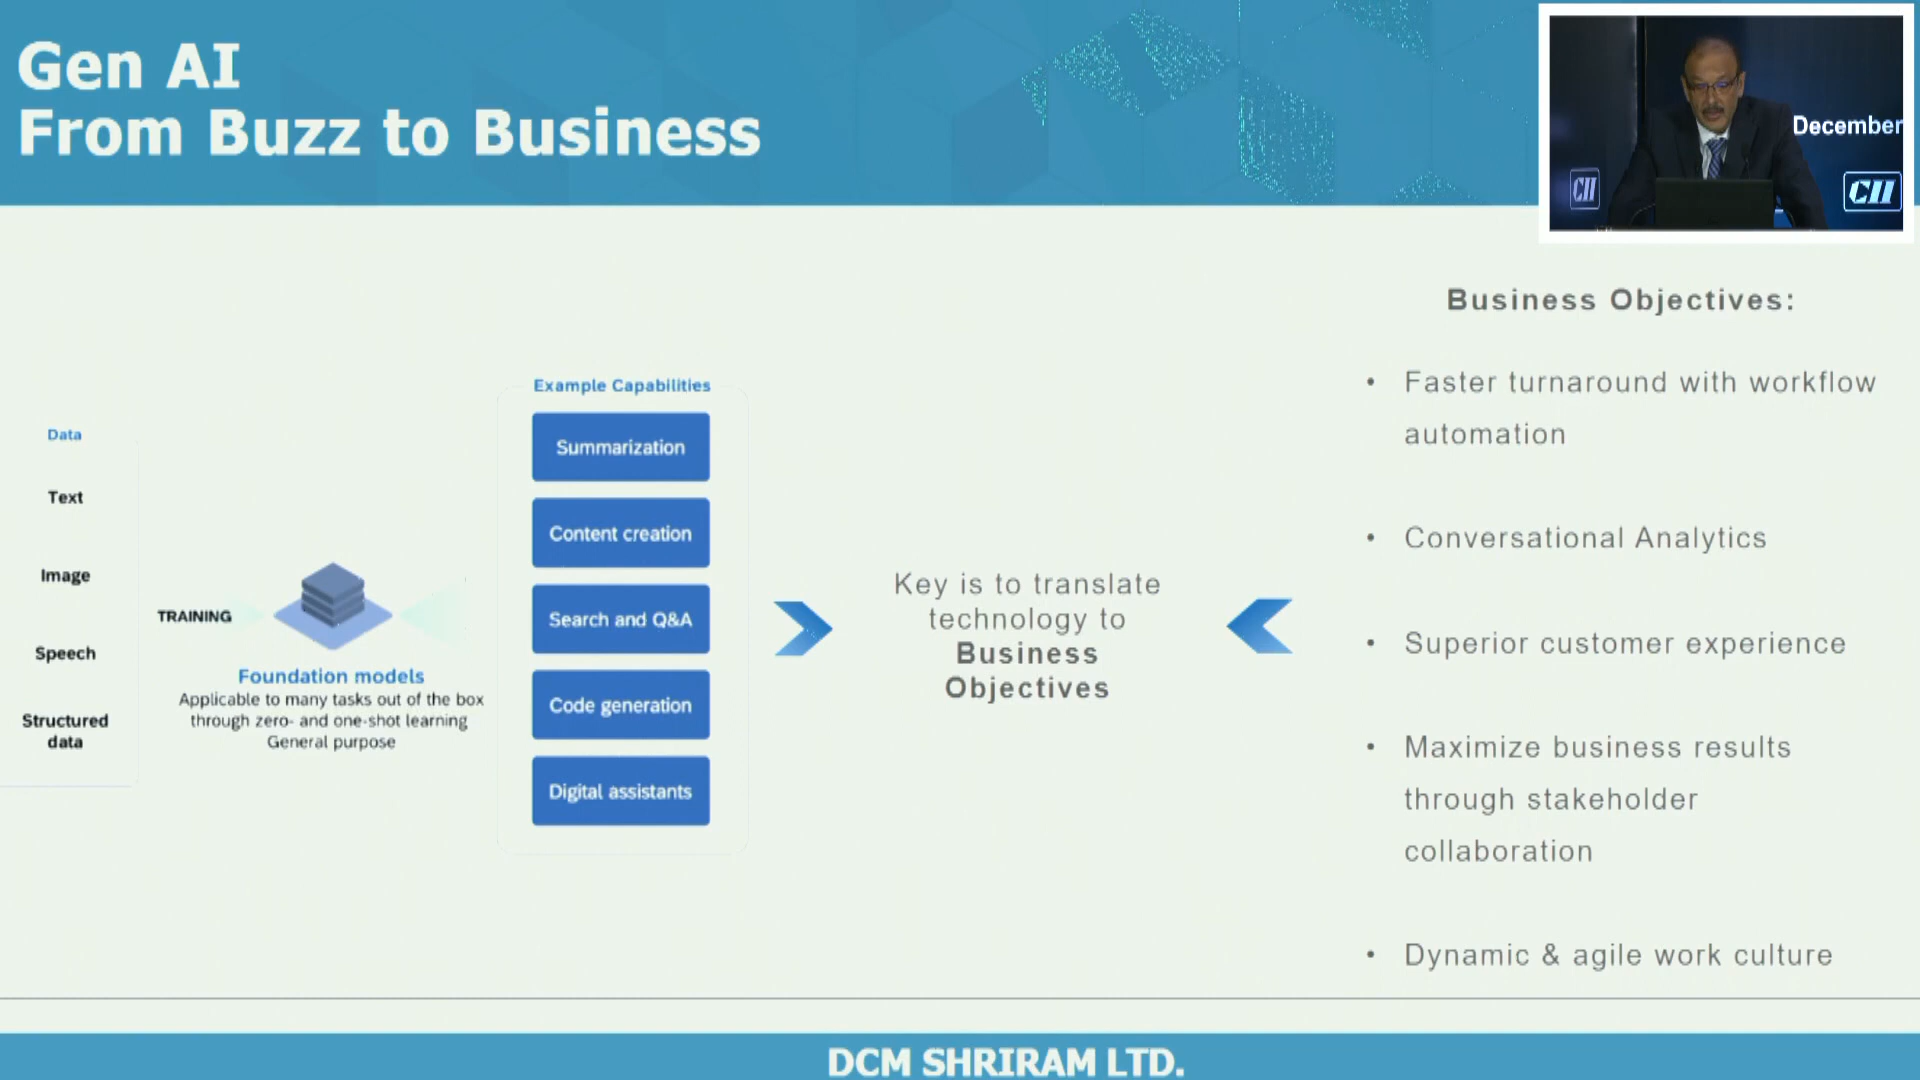 Gen AI
From Buzz to Business
December
CII
CII
Data
Text
Image
Speech
Structured
data
TRAINING
Foundation models
Applicable to many tasks out of the box
through zero- and one-shot learning
General purpose
Example Capabilities
Summarization
Content creation
Search and Q&A
Code generation
Digital assistants
Key is to translate
technology to
Business
Objectives
Business Objectives:
• Faster turnaround with workflow
automation
• Conversational Analytics
• Superior customer experience
• Maximize business results
through stakeholder
collaboration
• Dynamic & agile work culture
DCM SHRIRAM LTD.